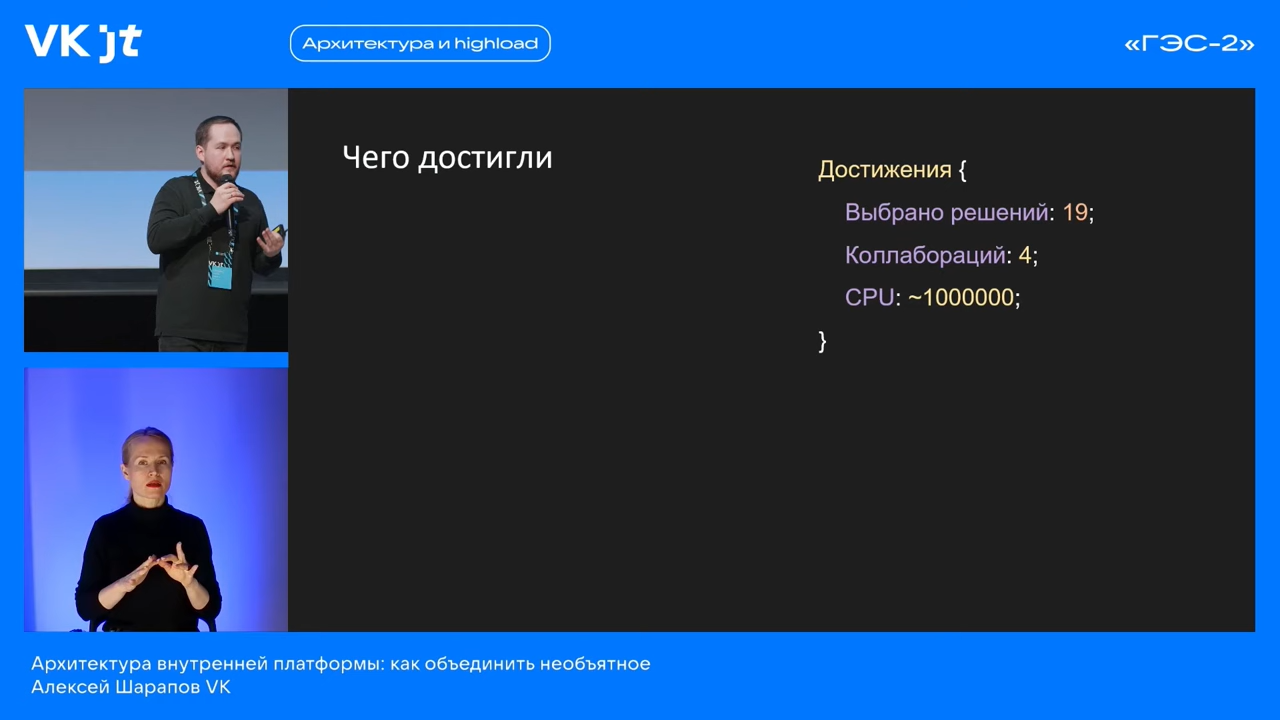 VK jt
Архитектура и highload
«ГЭС-2»
Чего достигли
Достижения {
Выбрано решений: 19;
Коллабораций: 4;
CPU: ~1000000;
}
Архитектура внутренней платформы: как объединить необъятное
Алексей Шарапов VK